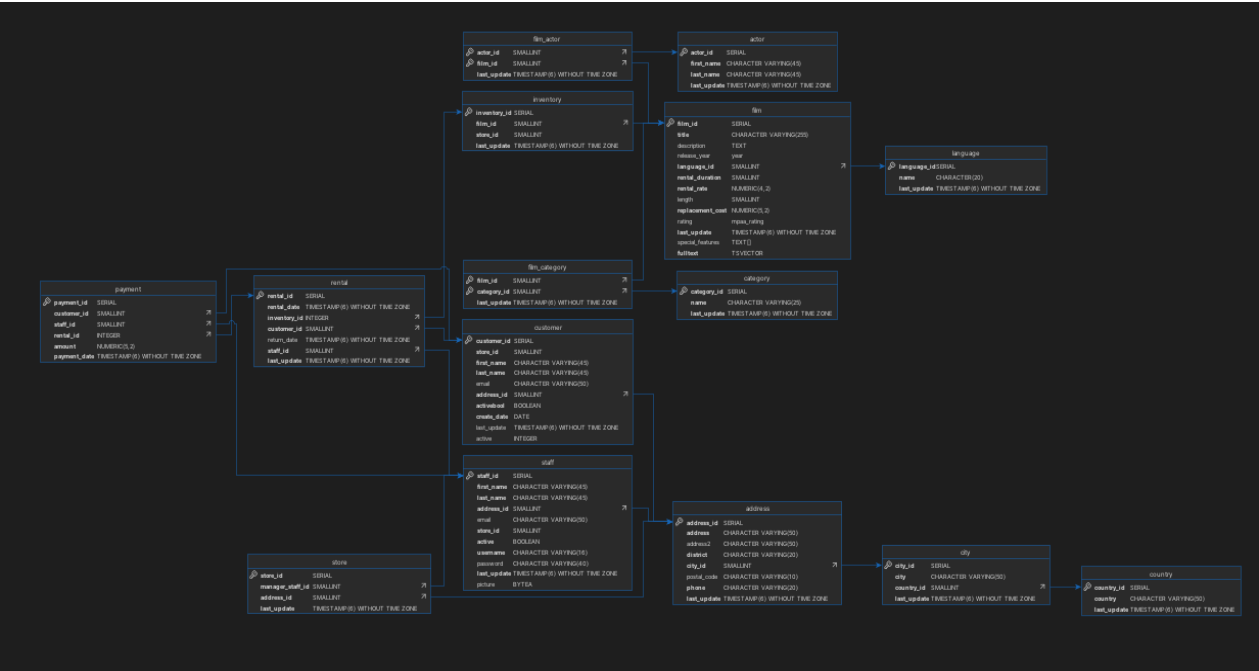 film_actor
actor_id SMALLINT
film_id SMALLINT
last_update TIMESTAMP(6) WITHOUT TIME ZONE
actor
actor_id SERIAL
first_name CHARACTER VARYING(45)
last_name CHARACTER VARYING(45)
last_update TIMESTAMP(6) WITHOUT TIME ZONE
inventory
inventory_id SERIAL
film_id SMALLINT
store_id SMALLINT
last_update TIMESTAMP(6) WITHOUT TIME ZONE
film
film_id SERIAL
title CHARACTER VARYING(255)
description TEXT
release_year year
language_id SMALLINT
rental_duration SMALLINT
rental_rate NUMERIC(4,2)
length SMALLINT
replacement_cost NUMERIC(5,2)
rating mpaa_rating
last_update TIMESTAMP(6) WITHOUT TIME ZONE
special_features TEXT[]
fulltext TSVECTOR
language
language_id SERIAL
name CHARACTER(20)
last_update TIMESTAMP(6) WITHOUT TIME ZONE
film_category
film_id SMALLINT
category_id SMALLINT
last_update TIMESTAMP(6) WITHOUT TIME ZONE
category
category_id SERIAL
name CHARACTER VARYING(25)
last_update TIMESTAMP(6) WITHOUT TIME ZONE
payment
payment_id SERIAL
customer_id SMALLINT
staff_id SMALLINT
rental_id INTEGER
amount NUMERIC(5,2)
payment_date TIMESTAMP(6) WITHOUT TIME ZONE
rental
rental_id SERIAL
rental_date TIMESTAMP(6) WITHOUT TIME ZONE
inventory_id INTEGER
customer_id SMALLINT
return_date TIMESTAMP(6) WITHOUT TIME ZONE
staff_id SMALLINT
last_update TIMESTAMP(6) WITHOUT TIME ZONE
customer
customer_id SERIAL
store_id SMALLINT
first_name CHARACTER VARYING(45)
last_name CHARACTER VARYING(45)
email CHARACTER VARYING(50)
address_id SMALLINT
activebool BOOLEAN
create_date DATE
last_update TIMESTAMP(6) WITHOUT TIME ZONE
active INTEGER
staff
staff_id SERIAL
first_name CHARACTER VARYING(45)
last_name CHARACTER VARYING(45)
address_id SMALLINT
email CHARACTER VARYING(50)
store_id SMALLINT
active BOOLEAN
username CHARACTER VARYING(16)
password CHARACTER VARYING(40)
last_update TIMESTAMP(6) WITHOUT TIME ZONE
picture BYTEA
store
store_id SERIAL
manager_staff_id SMALLINT
address_id SMALLINT
last_update TIMESTAMP(6) WITHOUT TIME ZONE
address
address_id SERIAL
address CHARACTER VARYING(50)
address2 CHARACTER VARYING(50)
district CHARACTER VARYING(20)
city_id SMALLINT
postal_code CHARACTER VARYING(10)
phone CHARACTER VARYING(20)
last_update TIMESTAMP(6) WITHOUT TIME ZONE
city
city_id SERIAL
city CHARACTER VARYING(50)
country_id SMALLINT
last_update TIMESTAMP(6) WITHOUT TIME ZONE
country
country_id SERIAL
country CHARACTER VARYING(50)
last_update TIMESTAMP(6) WITHOUT TIME ZONE